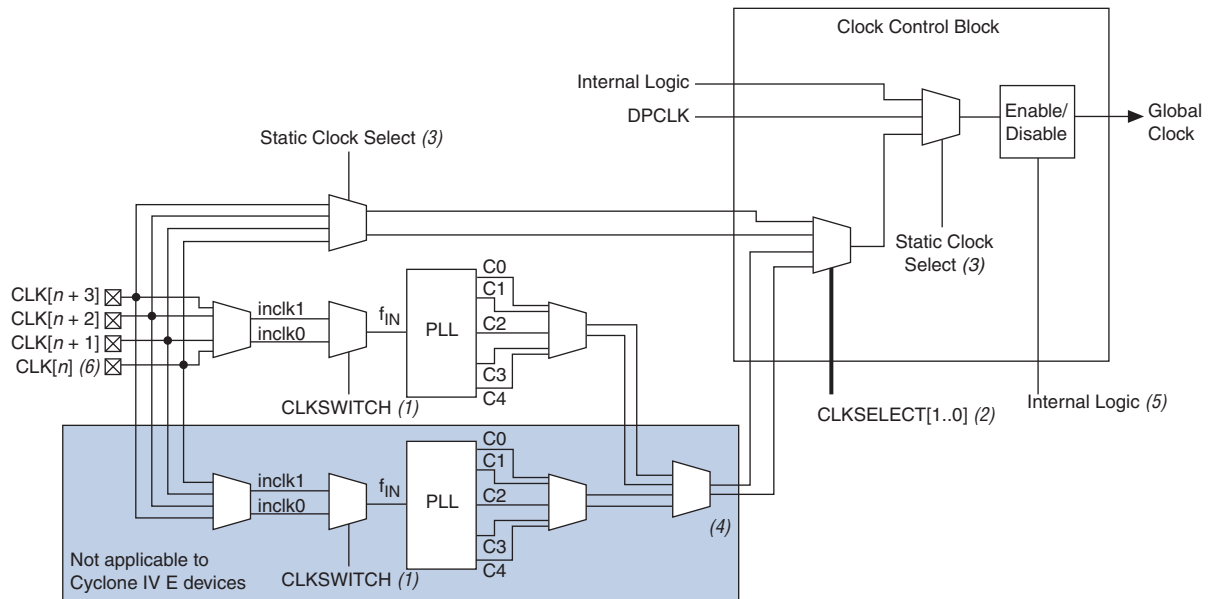 Clock Control Block
Internal Logic
DPCLK
Enable/
Disable
Global
Clock
Static Clock Select (3)
Static Clock
Select (3)
CLK[n + 3]
CLK[n + 2]
CLK[n + 1]
CLK[n] (6)
inclk1
inclk0
fIN
PLL
C0
C1
C2
C3
C4
CLKSWITCH (1)
CLKSELECT[1..0] (2)
Internal Logic (5)
inclk1
inclk0
fIN
PLL
C0
C1
C2
C3
C4
(4)
CLKSWITCH (1)
Not applicable to
Cyclone IV E devices